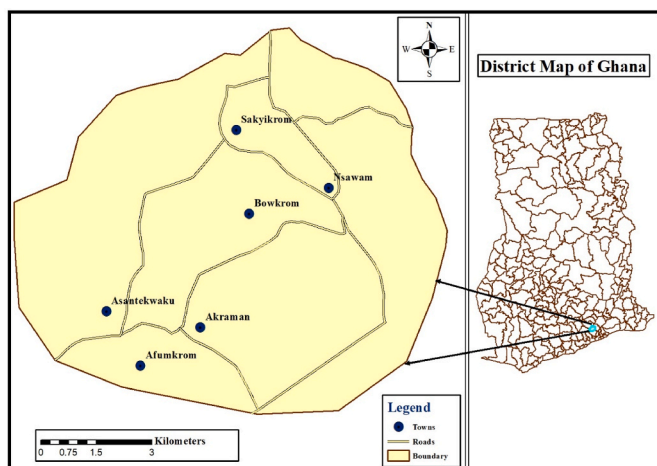 N
W E
S
District Map of Ghana
Sakyikrom
Nsawam
Bowkrom
Asantekwaku
Akraman
Afumkrom
Legend
Towns
Roads
Boundary
Kilometers
0 0.75 1.5 3